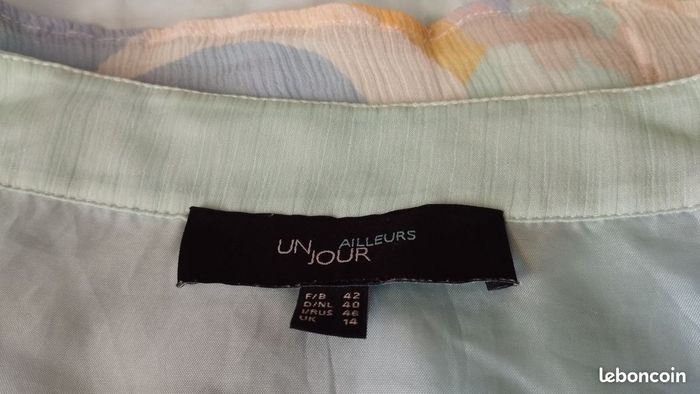 UN JOUR AILLEURS
F/B 42
D/NL 40
I/RUS 46
UK 14
leboncoin